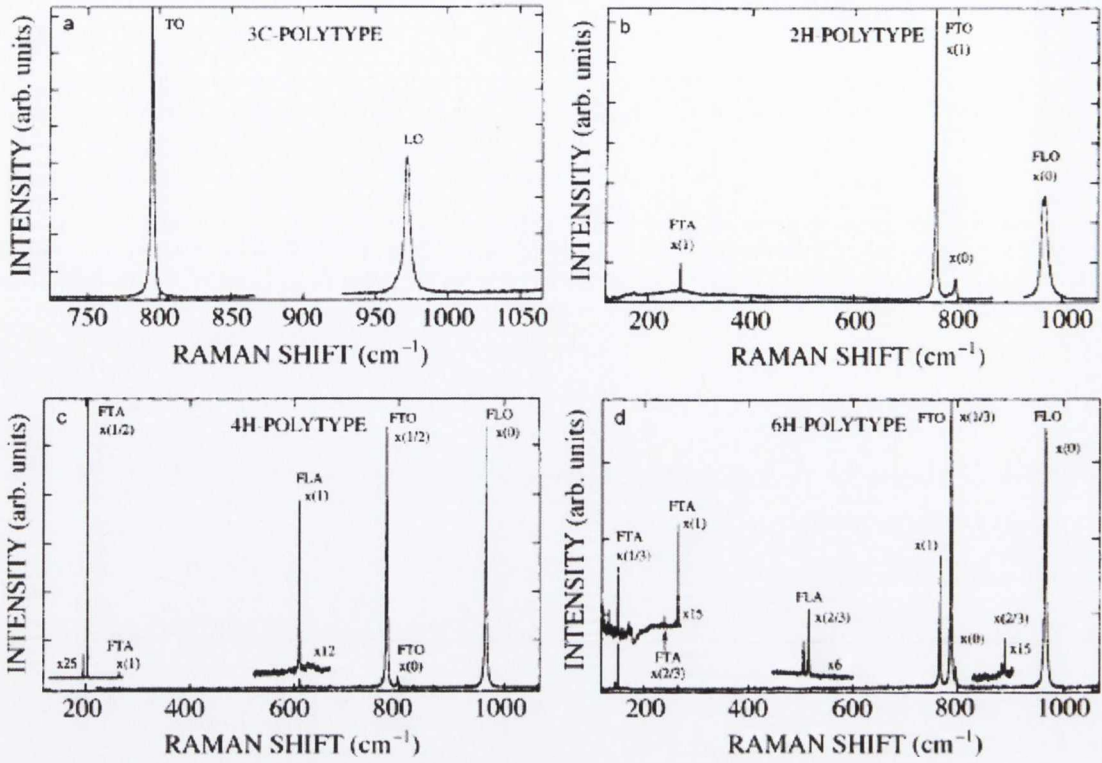 a
TO
3C-POLYTYPE
LO
INTENSITY (arb. units)
750 800 850 900 950 1000 1050
RAMAN SHIFT (cm⁻¹)
b
2H-POLYTYPE
FTO
x(1)
FLO
x(0)
FTA
x(1)
x(0)
INTENSITY (arb. units)
200 400 600 800 1000
RAMAN SHIFT (cm⁻¹)
c
FTA
x(1/2)
4H-POLYTYPE
FTO
x(1/2)
FLO
x(0)
FLA
x(1)
x25
FTA
x(1)
x12
FTO
x(0)
INTENSITY (arb. units)
200 400 600 800 1000
RAMAN SHIFT (cm⁻¹)
d
6H-POLYTYPE
FTO x(1/3)
FLO
x(0)
FTA
x(1)
FTA
x(1/3)
x(1)
x15
FLA
x(2/3)
x(2/3)
FTA
x(2/3)
x6
x(0)
x15
INTENSITY (arb. units)
200 400 600 800 1000
RAMAN SHIFT (cm⁻¹)